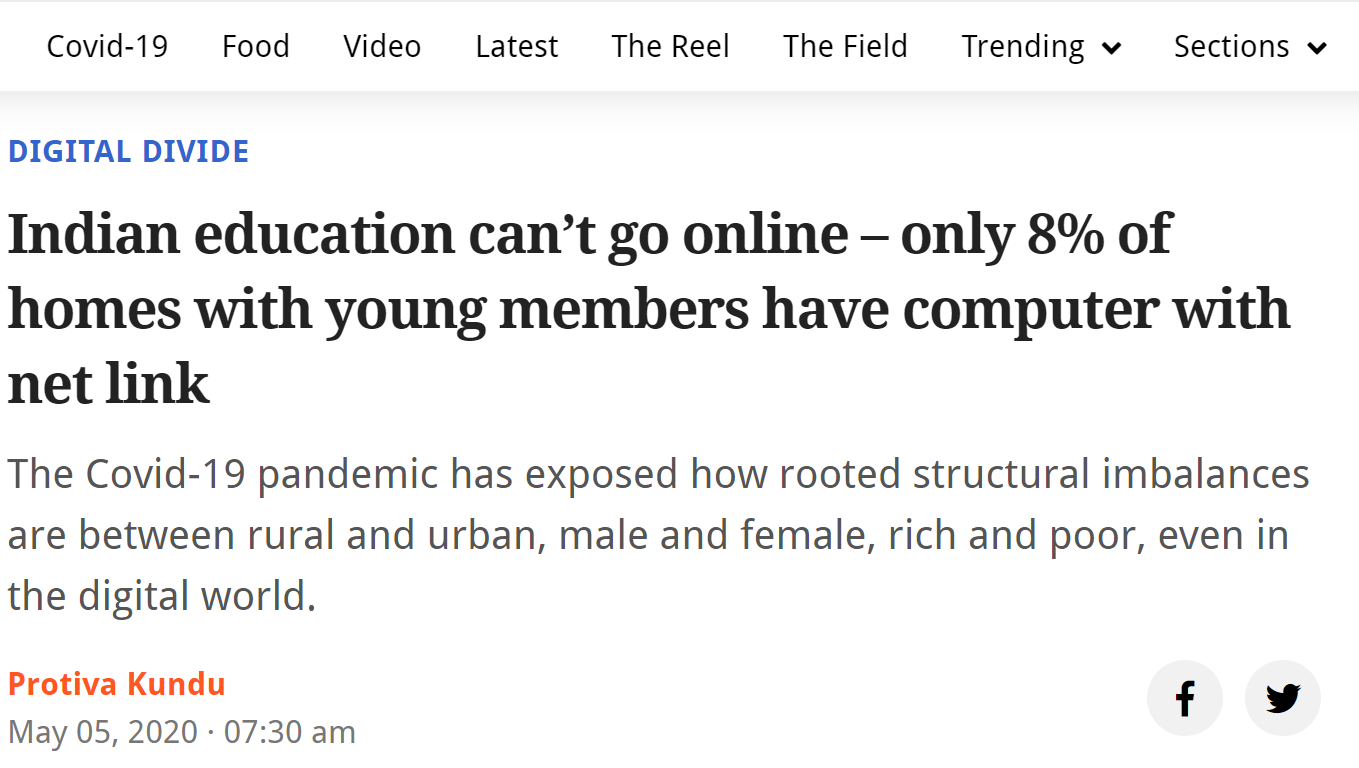 Covid-19 Food Video Latest The Reel The Field Trending Sections
DIGITAL DIVIDE
Indian education can’t go online – only 8% of
homes with young members have computer with
net link
The Covid-19 pandemic has exposed how rooted structural imbalances
are between rural and urban, male and female, rich and poor, even in
the digital world.
Protiva Kundu
May 05, 2020 · 07:30 am